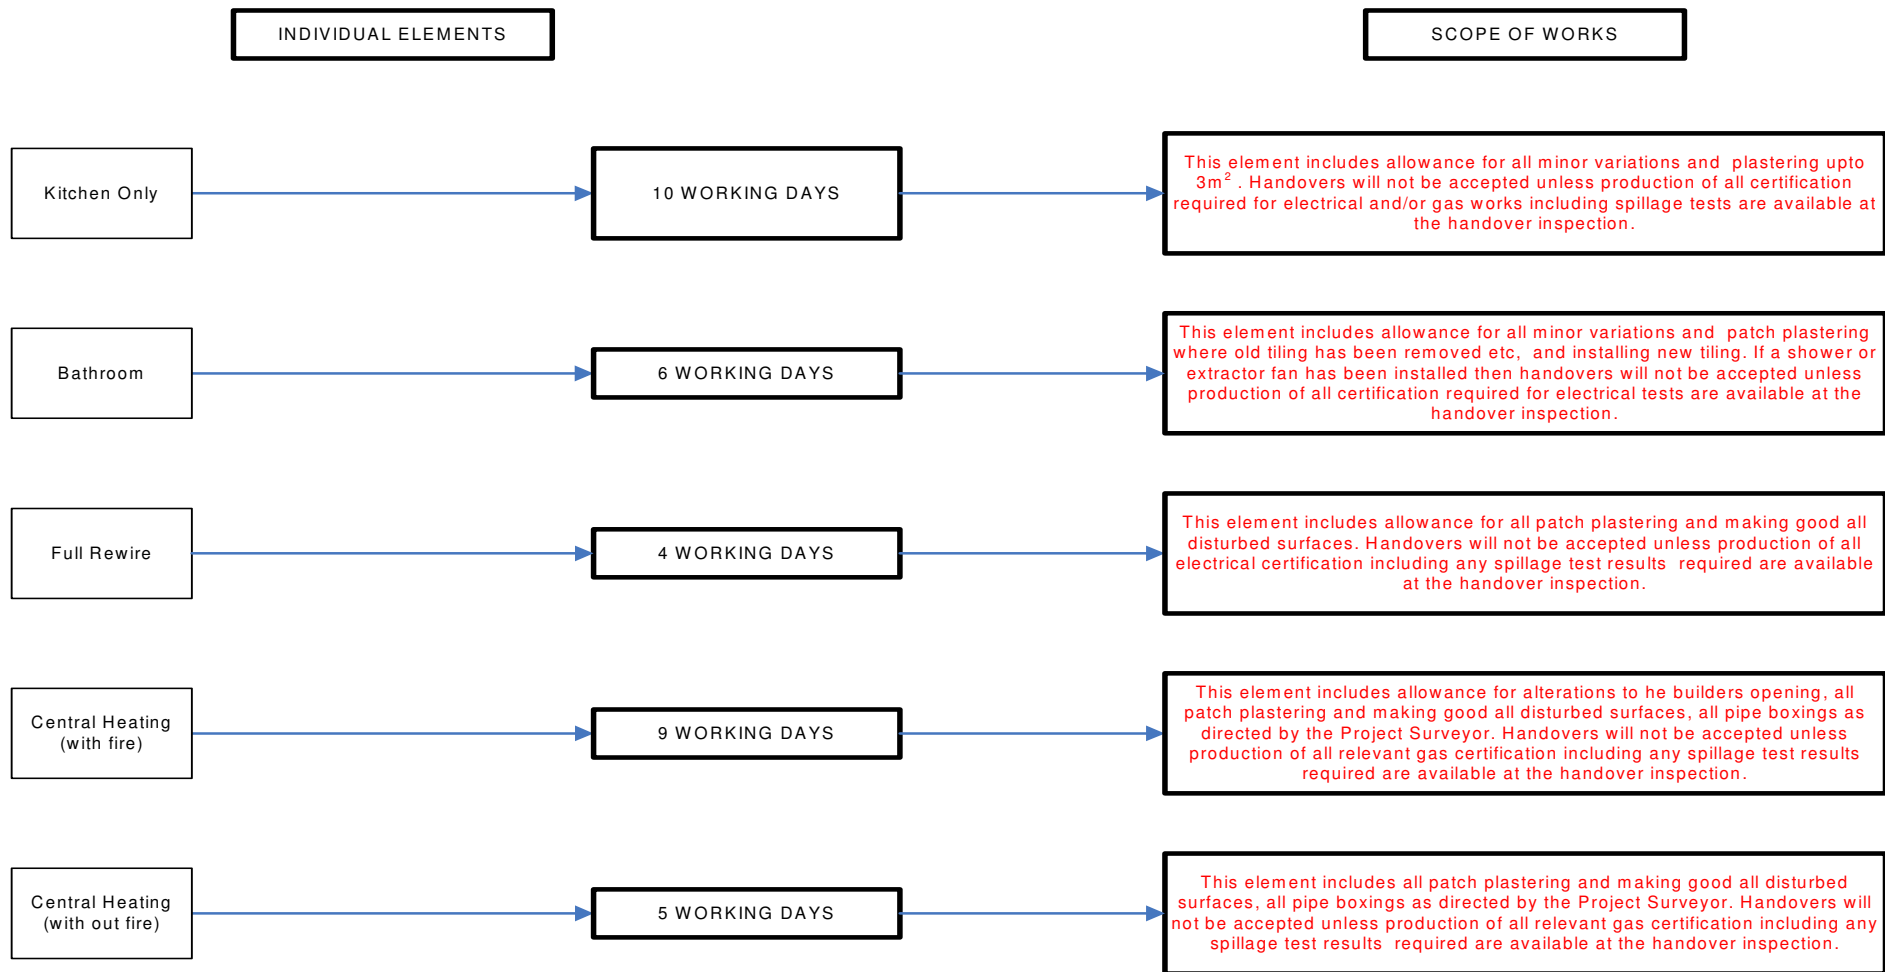 INDIVIDUAL ELEMENTS
SCOPE OF WORKS
Kitchen Only
10 WORKING DAYS
This element includes allowance for all minor variations and plastering upto
3m² . Handovers will not be accepted unless production of all certification
required for electrical and/or gas works including spillage tests are available at
the handover inspection.
Bathroom
6 WORKING DAYS
This element includes allowance for all minor variations and patch plastering
where old tiling has been removed etc, and installing new tiling. If a shower or
extractor fan has been installed then handovers will not be accepted unless
production of all certification required for electrical tests are available at the
handover inspection.
Full Rewire
4 WORKING DAYS
This element includes allowance for all patch plastering and making good all
disturbed surfaces. Handovers will not be accepted unless production of all
electrical certification including any spillage test results required are available
at the handover inspection.
Central Heating
(with fire)
9 WORKING DAYS
This element includes allowance for alterations to he builders opening, all
patch plastering and making good all disturbed surfaces, all pipe boxings as
directed by the Project Surveyor. Handovers will not be accepted unless
production of all relevant gas certification including any spillage test results
required are available at the handover inspection.
Central Heating
(with out fire)
5 WORKING DAYS
This element includes all patch plastering and making good all disturbed
surfaces, all pipe boxings as directed by the Project Surveyor. Handovers will
not be accepted unless production of all relevant gas certification including any
spillage test results required are available at the handover inspection.